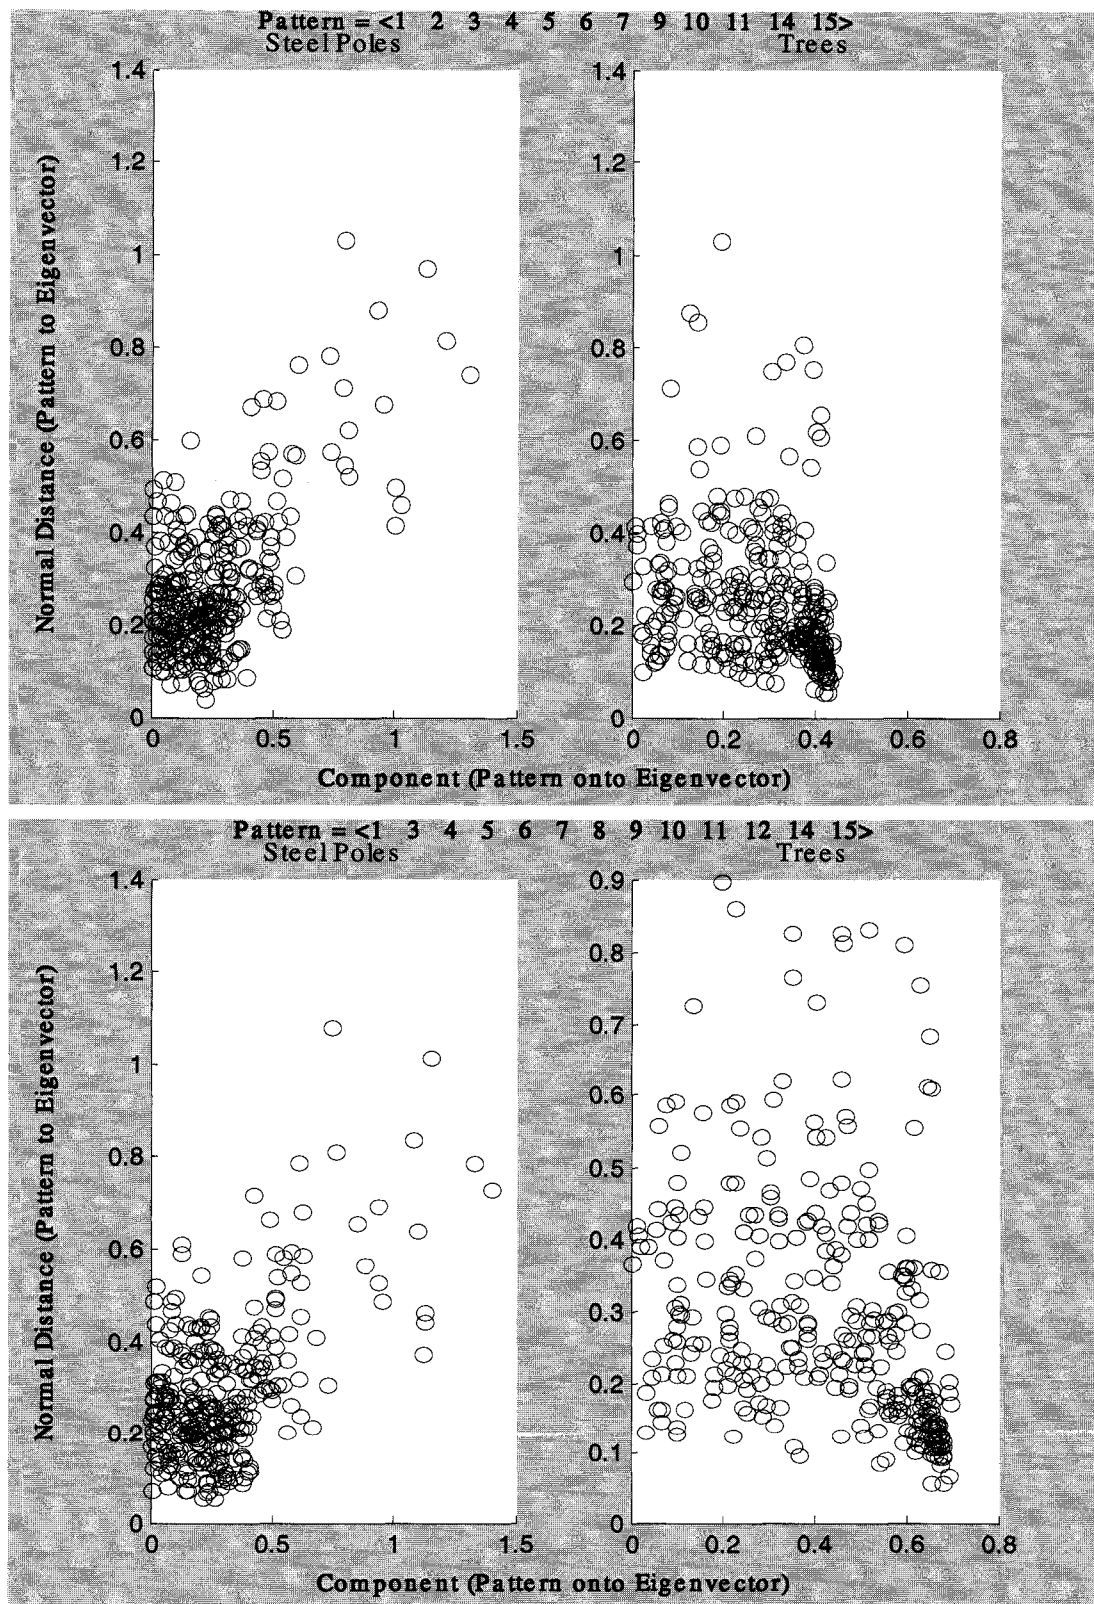 Pattern = <1 2 3 4 5 6 7 9 10 11 14 15>
Steel Poles Trees
1.4 1.4
1.2 1.2
1 1
0.8 0.8
0.6 0.6
0.4 0.4
0.2 0.2
0 0
0 0.5 1 1.5 0 0.2 0.4 0.6 0.8
Normal Distance (Pattern to Eigenvector)
Component (Pattern onto Eigenvector)
Pattern = <1 3 4 5 6 7 8 9 10 11 12 14 15>
Steel Poles Trees
1.4 0.9
1.2 0.8
1 0.7
0.8 0.6
0.6 0.5
0.4 0.4
0.2 0.3
0 0.2
0.1
0
0 0.5 1 1.5 0 0.2 0.4 0.6 0.8
Normal Distance (Pattern to Eigenvector)
Component (Pattern onto Eigenvector)